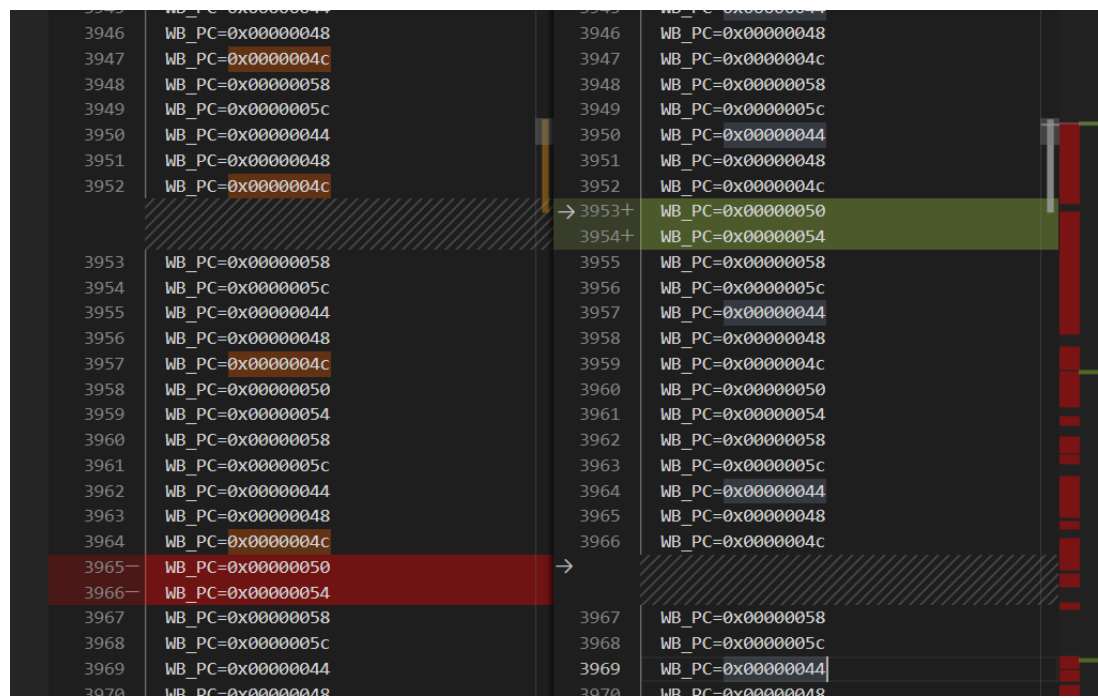 3946 WB_PC=0x00000048
3947 WB_PC=0x0000004c
3948 WB_PC=0x00000058
3949 WB_PC=0x0000005c
3950 WB_PC=0x00000044
3951 WB_PC=0x00000048
3952 WB_PC=0x0000004c
3953 WB_PC=0x00000058
3954 WB_PC=0x0000005c
3955 WB_PC=0x00000044
3956 WB_PC=0x00000048
3957 WB_PC=0x0000004c
3958 WB_PC=0x00000050
3959 WB_PC=0x00000054
3960 WB_PC=0x00000058
3961 WB_PC=0x0000005c
3962 WB_PC=0x00000044
3963 WB_PC=0x00000048
3964 WB_PC=0x0000004c
3965− WB_PC=0x00000050
3966− WB_PC=0x00000054
3967 WB_PC=0x00000058
3968 WB_PC=0x0000005c
3969 WB_PC=0x00000044
3970 WB_PC=0x00000048
3946 WB_PC=0x00000048
3947 WB_PC=0x0000004c
3948 WB_PC=0x00000058
3949 WB_PC=0x0000005c
3950 WB_PC=0x00000044
3951 WB_PC=0x00000048
3952 WB_PC=0x0000004c
→ 3953+ WB_PC=0x00000050
3954+ WB_PC=0x00000054
3955 WB_PC=0x00000058
3956 WB_PC=0x0000005c
3957 WB_PC=0x00000044
3958 WB_PC=0x00000048
3959 WB_PC=0x0000004c
3960 WB_PC=0x00000050
3961 WB_PC=0x00000054
3962 WB_PC=0x00000058
3963 WB_PC=0x0000005c
3964 WB_PC=0x00000044
3965 WB_PC=0x00000048
3966 WB_PC=0x0000004c
→
3967 WB_PC=0x00000058
3968 WB_PC=0x0000005c
3969 WB_PC=0x00000044
3970 WB_PC=0x00000048